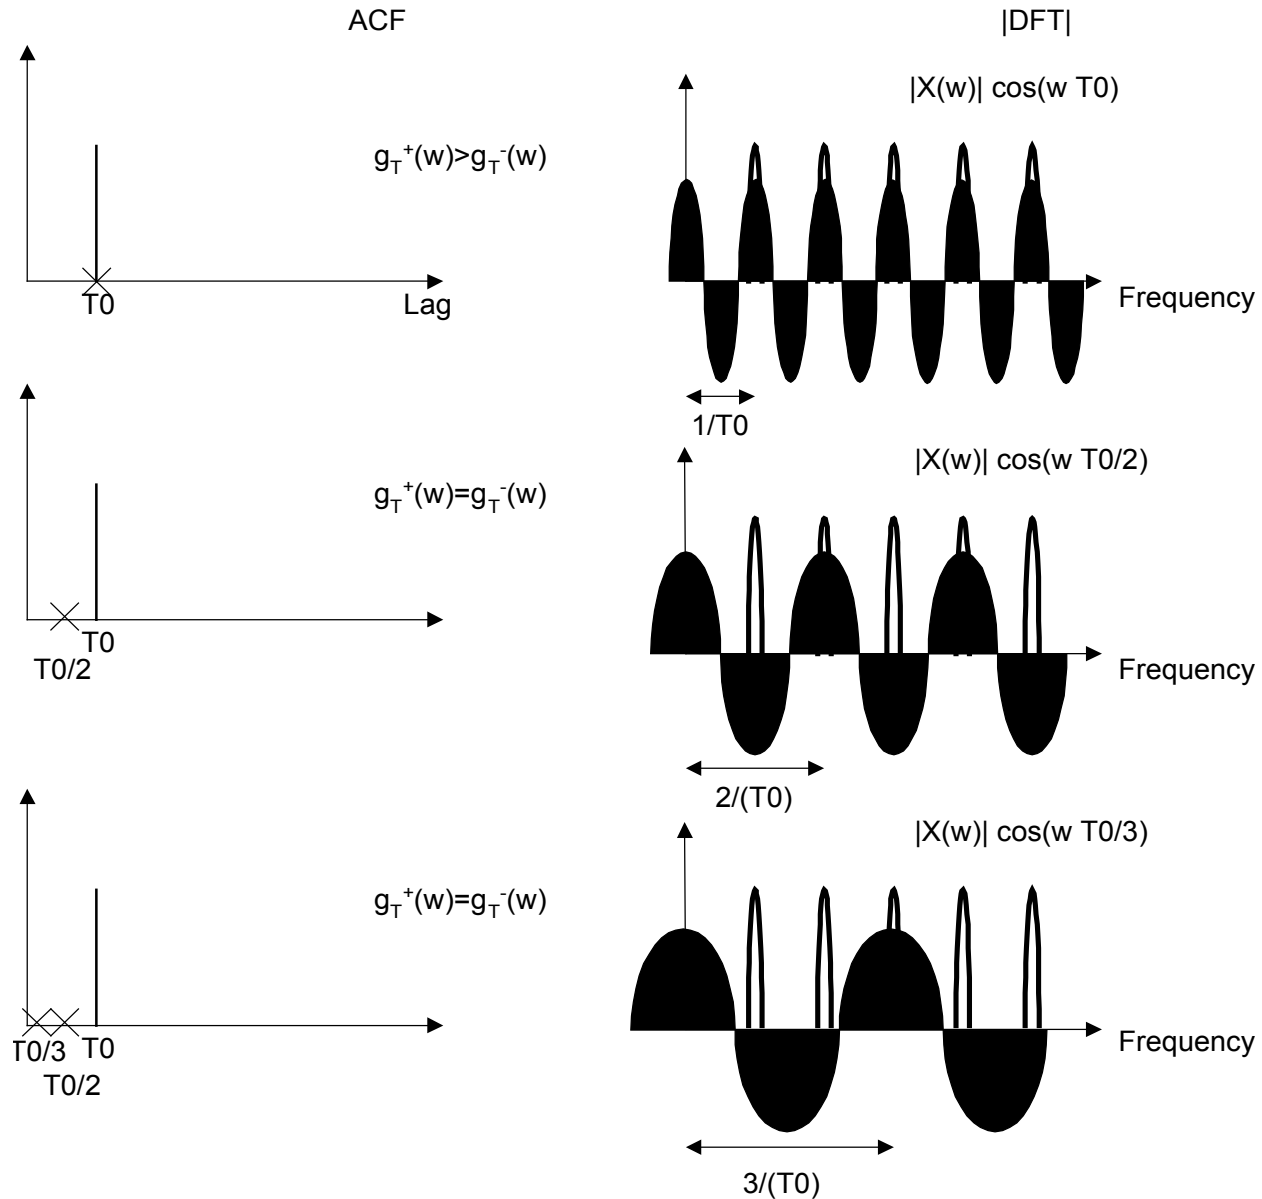 ACF
|DFT|
|X(w)| cos(w T0)
g_T^+(w)>g_T^-(w)
T0
Lag
Frequency
1/T0
|X(w)| cos(w T0/2)
g_T^+(w)=g_T^-(w)
T0
T0/2
Frequency
2/(T0)
|X(w)| cos(w T0/3)
g_T^+(w)=g_T^-(w)
T0/3
T0
T0/2
Frequency
3/(T0)